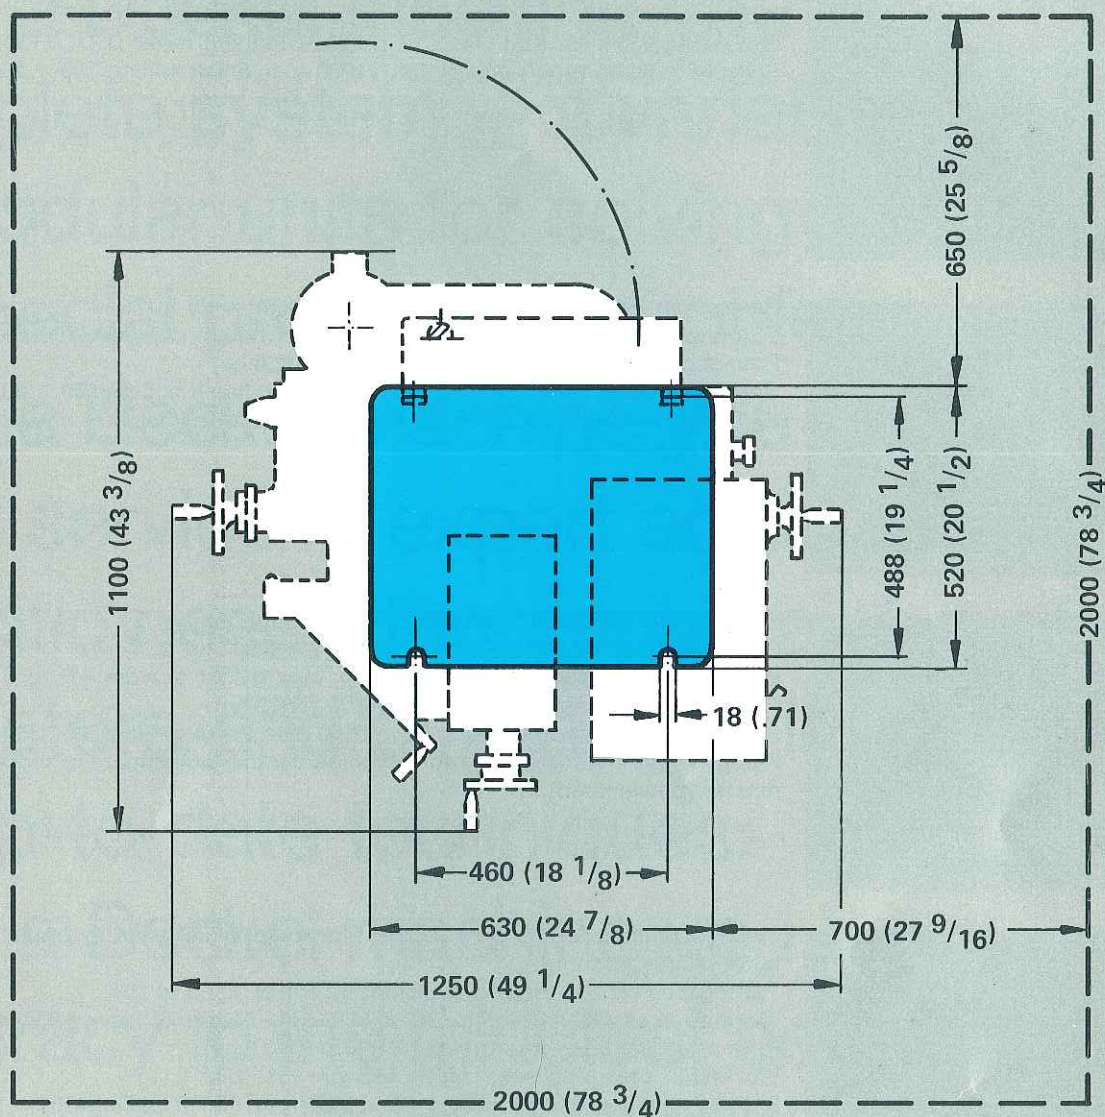 650 (25 5/8)
1100 (43 3/8)
488 (19 1/4)
520 (20 1/2)
2000 (78 3/4)
18 (.71)
460 (18 1/8)
630 (24 7/8)
700 (27 9/16)
1250 (49 1/4)
2000 (78 3/4)